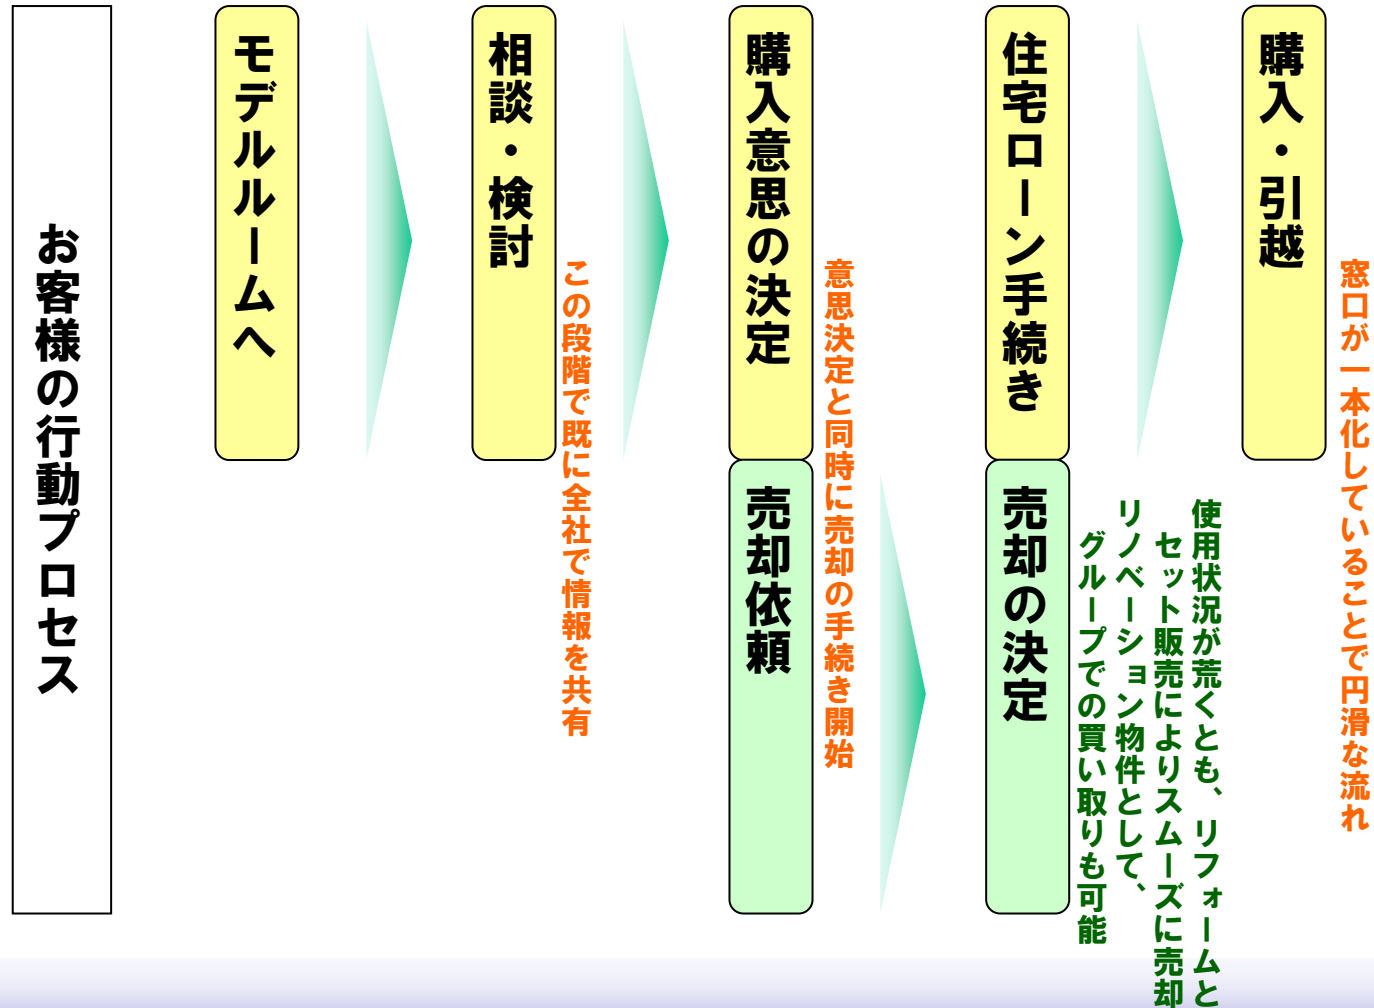 お客様の行動プロセス
モデルルームへ
相談・検討
この段階で既に全社で情報を共有
購入意思の決定
売却依頼
意思決定と同時に売却の手続き開始
住宅ローン手続き
売却の決定
使用状況が荒くとも、リフォームと
セット販売によりスムーズに売却
リノベーション物件として、
グループでの買い取りも可能
購入・引越
窓口が一本化していることで円滑な流れ